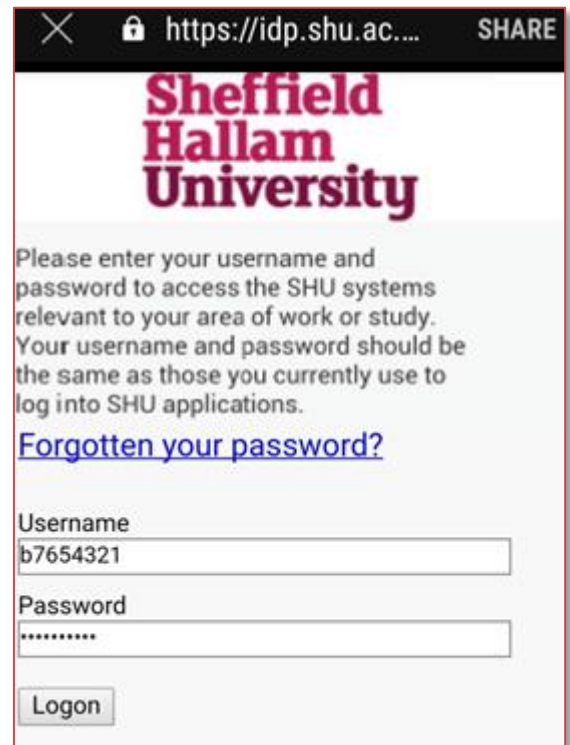 https://idp.shu.ac.... SHARE
Sheffield
Hallam
University
Please enter your username and
password to access the SHU systems
relevant to your area of work or study.
Your username and password should be
the same as those you currently use to
log into SHU applications.
Forgotten your password?
Username
b7654321
Password
••••••••••
Logon